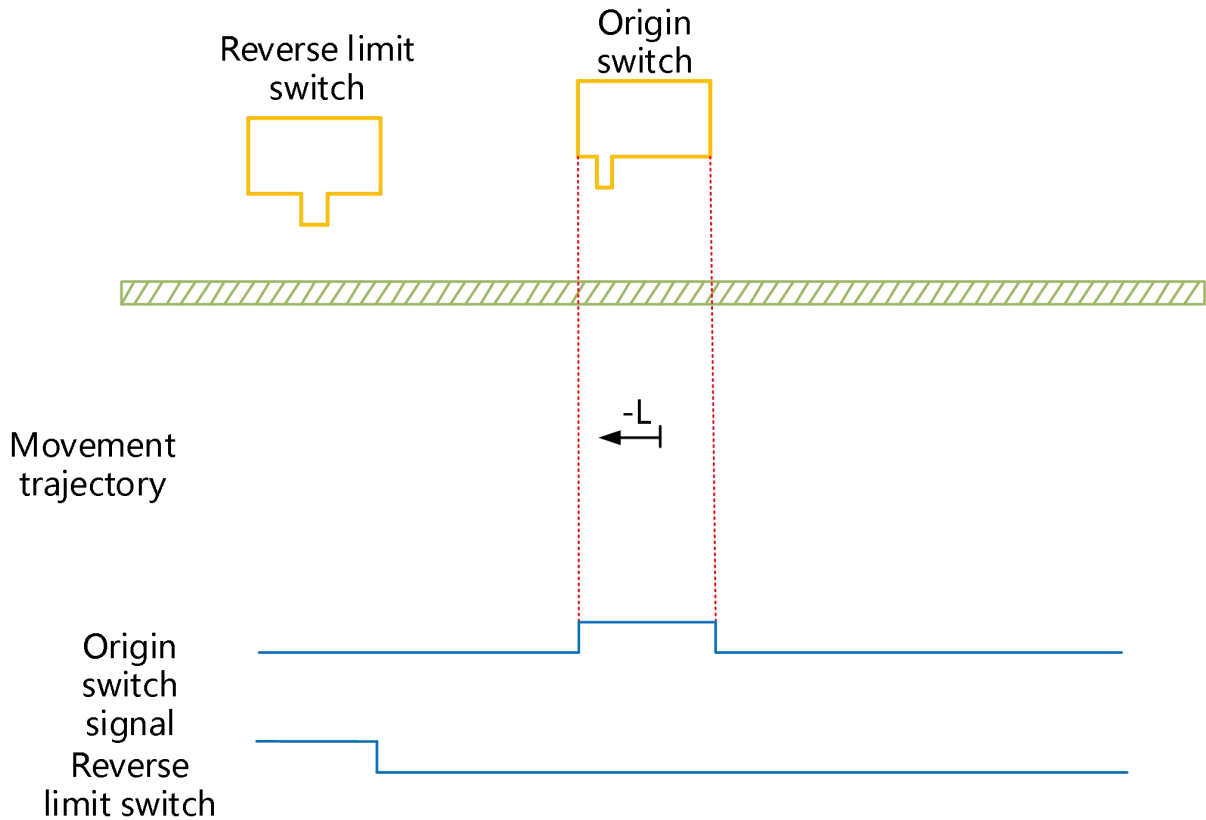 Reverse limit
switch
Origin
switch
-L
Movement
trajectory
Origin
switch
signal
Reverse
limit switch